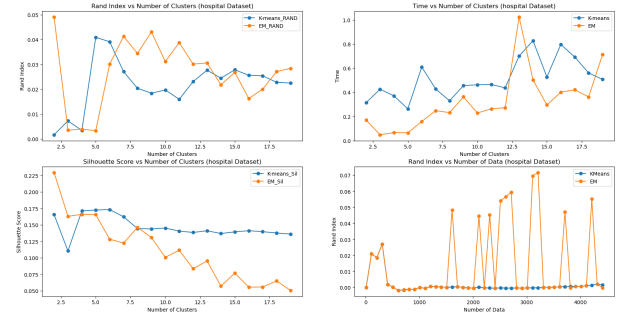 Rand Index vs Number of Clusters (hospital Dataset)
K-means_RAND
EM_RAND
Rand Index
0.05
0.04
0.03
0.02
0.01
0.00
2.5 5.0 7.5 10.0 12.5 15.0 17.5
Number of Clusters
Time vs Number of Clusters (hospital Dataset)
K-means
EM
Time
1.0
0.8
0.6
0.4
0.2
0.0
2.5 5.0 7.5 10.0 12.5 15.0 17.5
Number of Clusters
Silhouette Score vs Number of Clusters (hospital Dataset)
K-means_Sil
EM_Sil
Silhouette Score
0.225
0.200
0.175
0.150
0.125
0.100
0.075
0.050
2.5 5.0 7.5 10.0 12.5 15.0 17.5
Number of Clusters
Rand Index vs Number of Data (hospital Dataset)
KMeans
EM
Rand Index
0.07
0.06
0.05
0.04
0.03
0.02
0.01
0.00
0 1000 2000 3000 4000
Number of Data